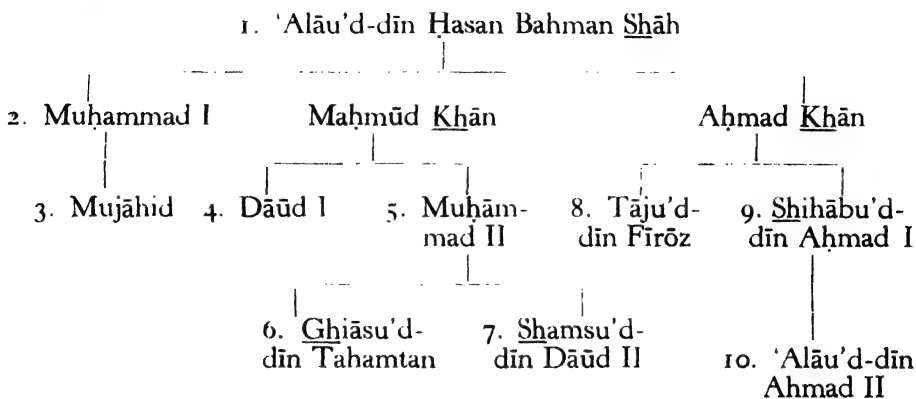 1. ‘Alāu’d-dīn Ḥasan Bahman Shāh
2. Muḥammad I Maḥmūd Khān Aḥmad Khān
3. Mujāhid 4. Dāūd I 5. Muḥām- 8. Tāju’d- 9. Shihābu’d-
mad II dīn Fīrōz dīn Aḥmad I
6. Ghiāsu’d- 7. Shamsu’d-
dīn Tahamtan dīn Dāūd II 10. ‘Alāu’d-dīn
Ahmad II